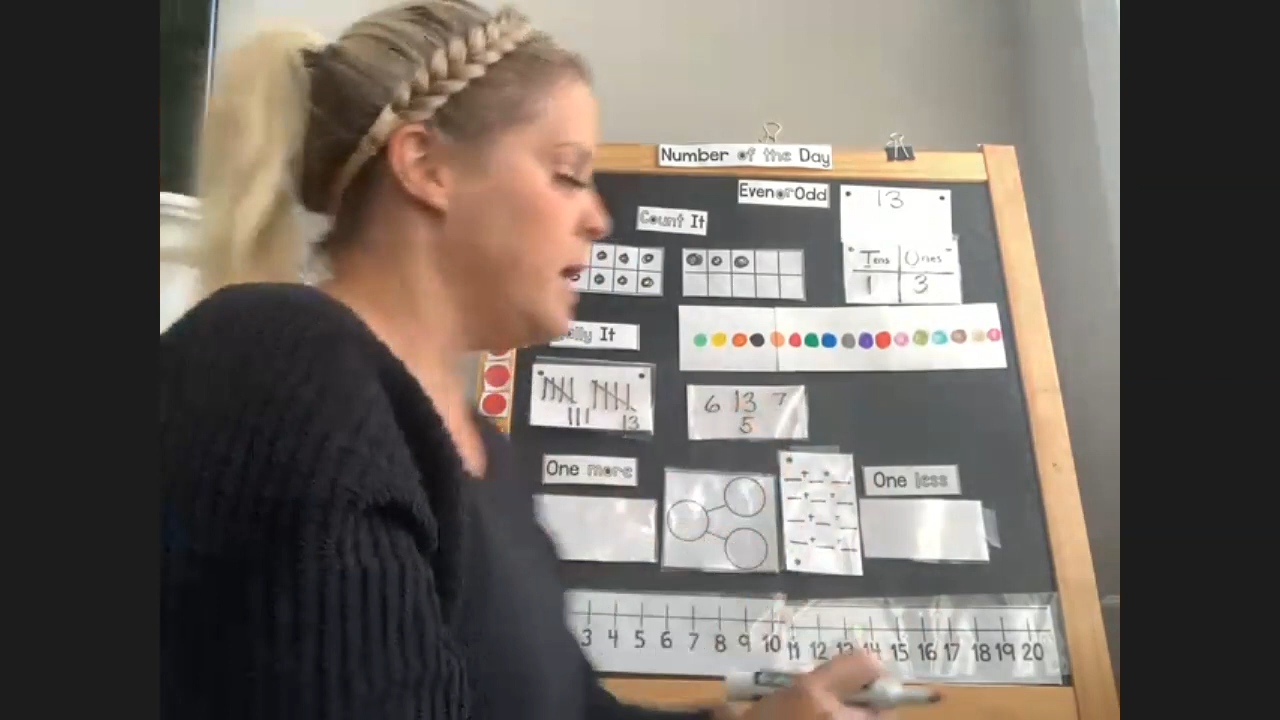 Number of the Day
Even or Odd
13
Count It
Tens Ones
1 3
It
13
6 13 7
5
One more
One less
3 4 5 6 7 8 9 10 11 12 13 14 15 16 17 18 19 20